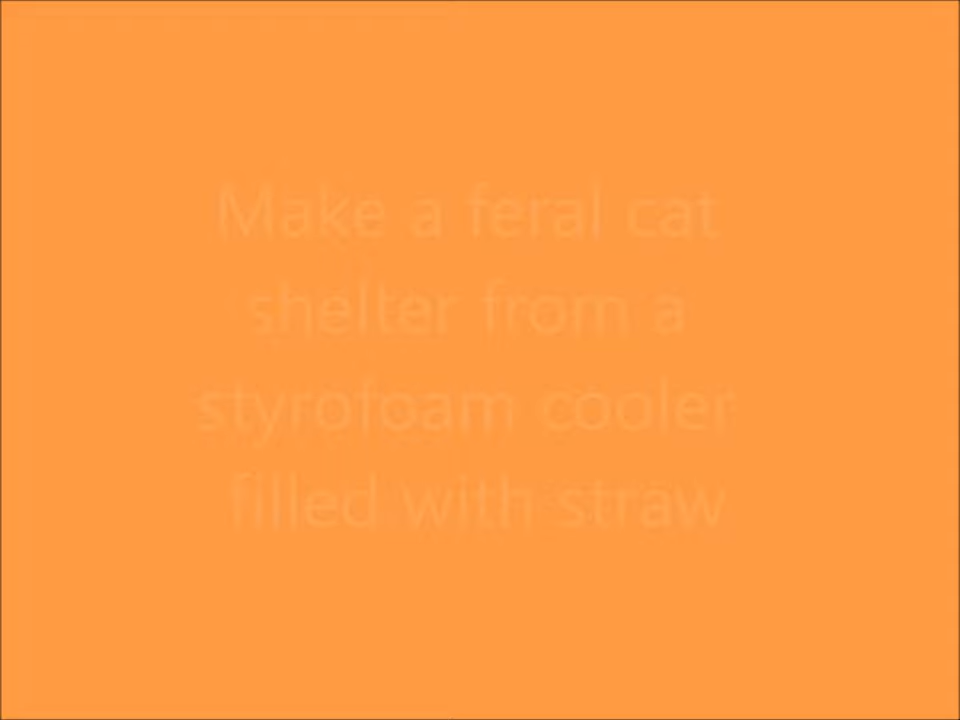 Make a feral cat
shelter from a
styrofoam cooler
filled with straw